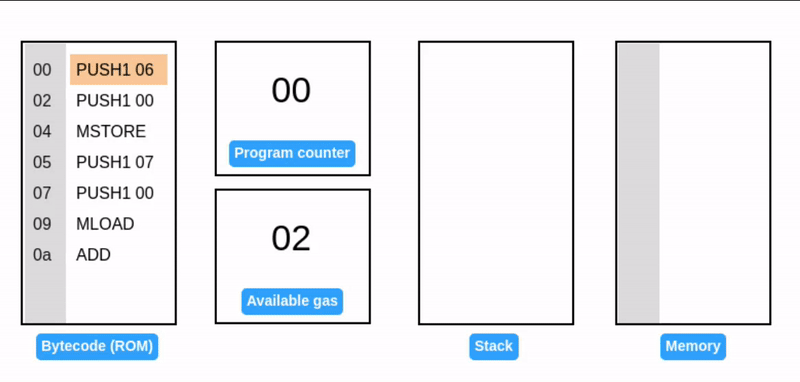 00 PUSH1 06
02 PUSH1 00
04 MSTORE
05 PUSH1 07
07 PUSH1 00
09 MLOAD
0a ADD
Bytecode (ROM)
00
Program counter
02
Available gas
Stack
Memory